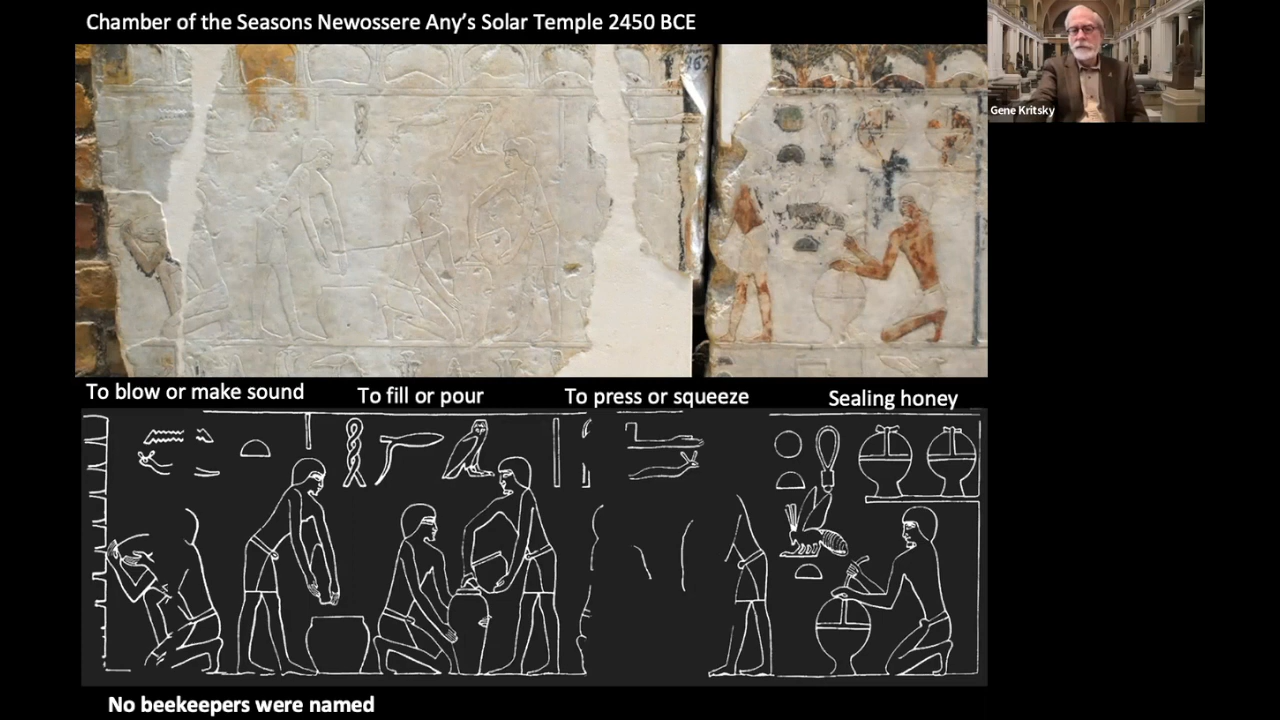 Chamber of the Seasons Newossere Any's Solar Temple 2450 BCE
Gene Kritsky
To blow or make sound
To fill or pour
To press or squeeze
Sealing honey
No beekeepers were named